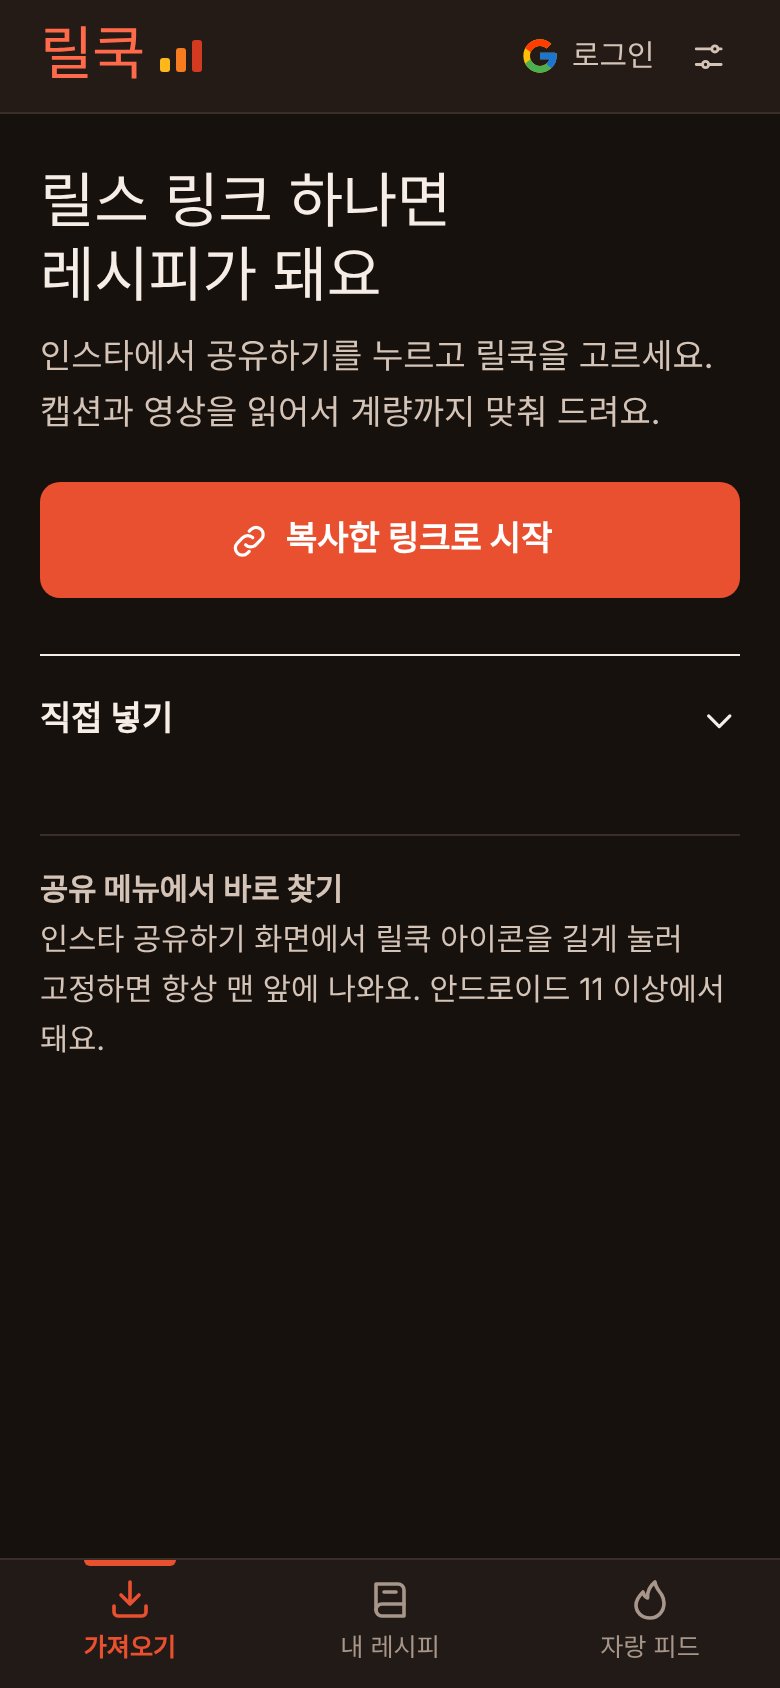 릴쿡
로그인
릴스 링크 하나면
레시피가 돼요
인스타에서 공유하기를 누르고 릴쿡을 고르세요.
캡션과 영상을 읽어서 계량까지 맞춰 드려요.
복사한 링크로 시작
직접 넣기
공유 메뉴에서 바로 찾기
인스타 공유하기 화면에서 릴쿡 아이콘을 길게 눌러
고정하면 항상 맨 앞에 나와요. 안드로이드 11 이상에서
돼요.
가져오기
내 레시피
자랑 피드